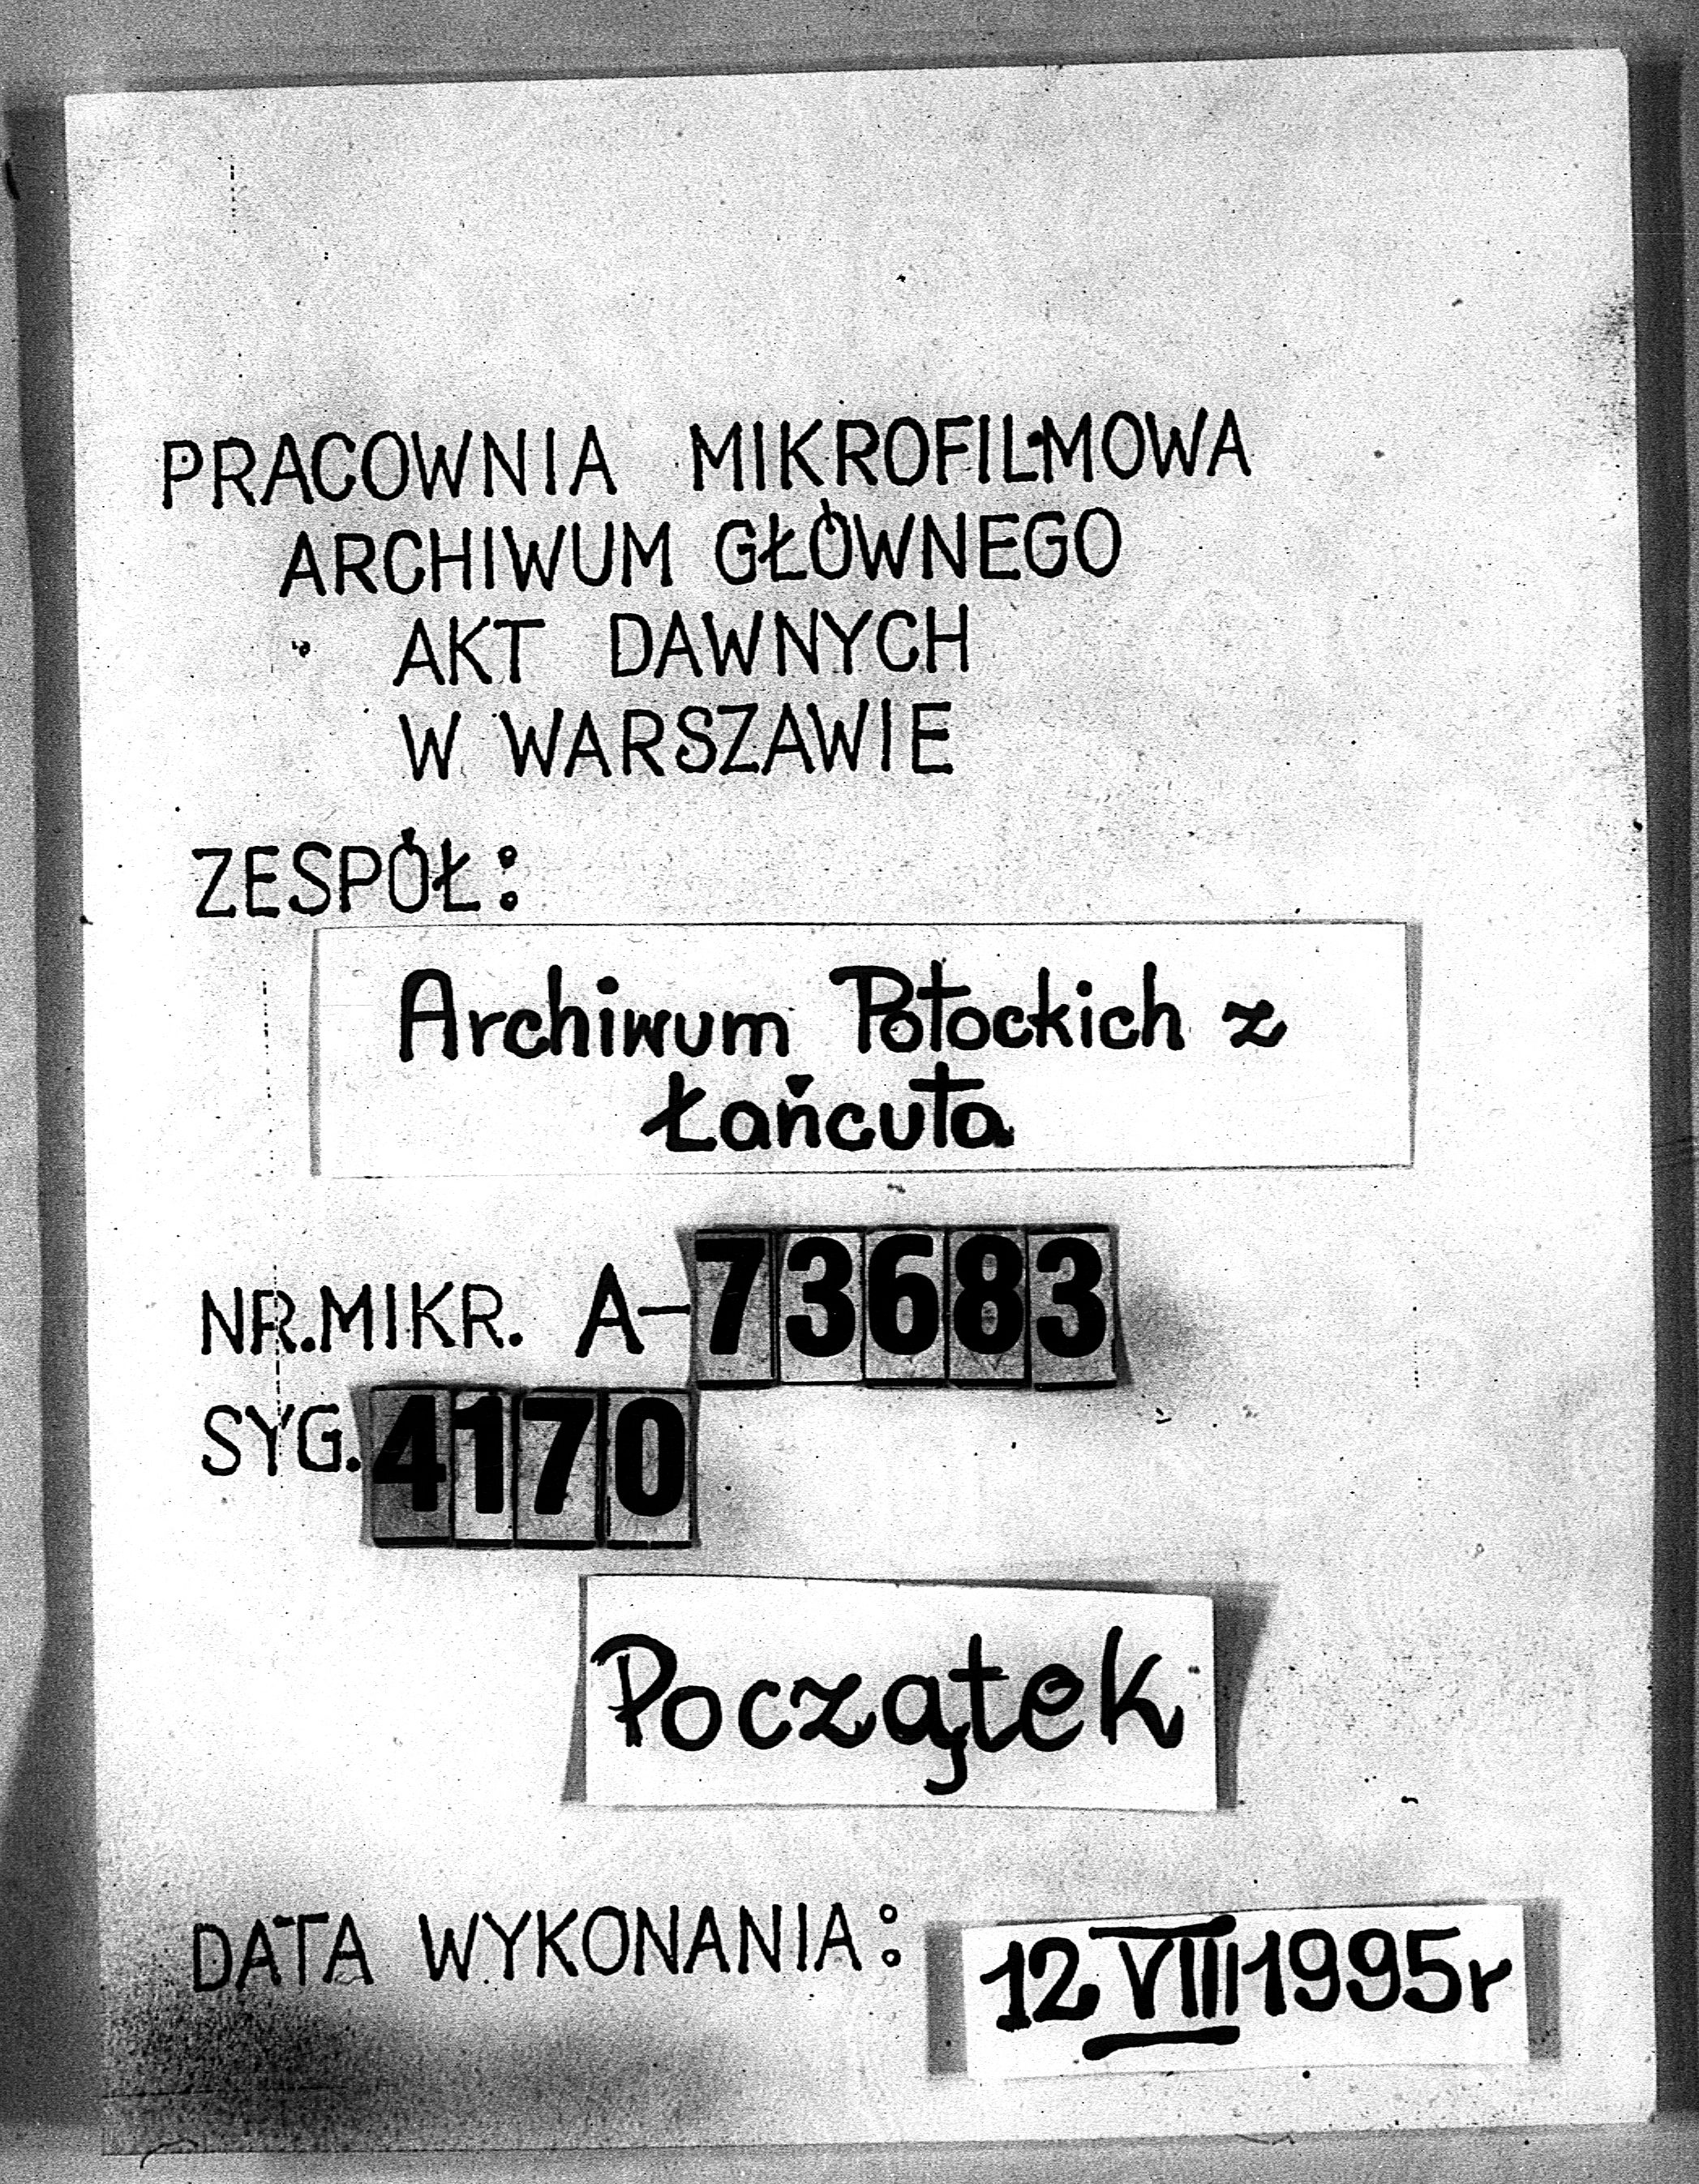 PRACOWNIA MIKROFILMOWA
ARCHIWUM GŁÓWNEGO
AKT DAWNYCH
W WARSZAWIE
ZESPÓŁ:
Archiwum Potockich z
Łańcuta
NR.MIKR. A-73683
SYG. 4170
Początek
DATA WYKONANIA: 12 VIII 1995r